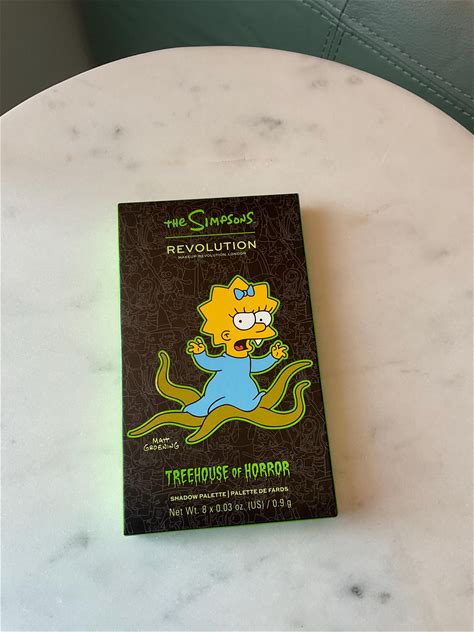 the Simpsons
REVOLUTION
MAKEUP REVOLUTION LONDON
MATT
GROENING
TREEHOUSE OF HORROR
SHADOW PALETTE | PALETTE DE FARDS
Net Wt. 8 x 0.03 oz. (US) / 0.9 g